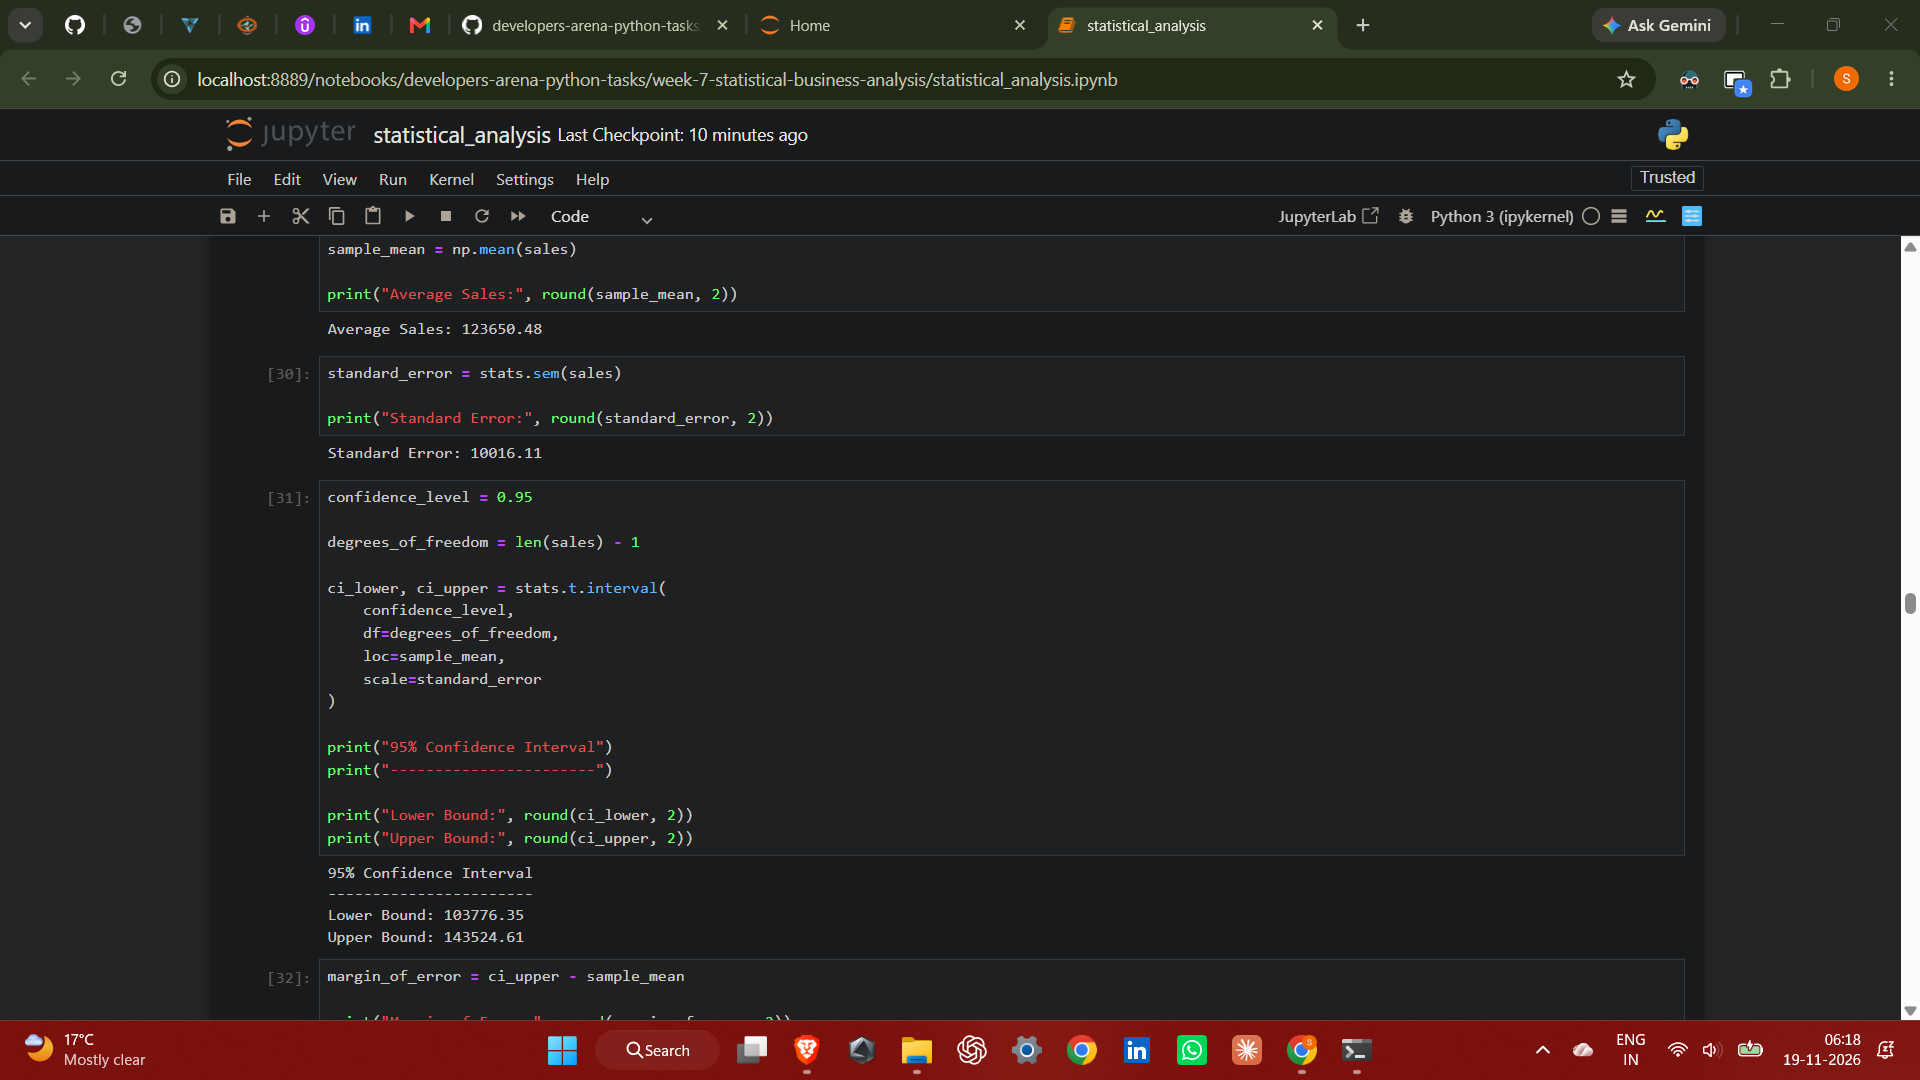 developers-arena-python-tasks
Home
statistical_analysis
Ask Gemini
localhost:8889/notebooks/developers-arena-python-tasks/week-7-statistical-business-analysis/statistical_analysis.ipynb
S
jupyter statistical_analysis Last Checkpoint: 10 minutes ago
File Edit View Run Kernel Settings Help
Trusted
Code
JupyterLab
Python 3 (ipykernel)
sample_mean = np.mean(sales)
print("Average Sales:", round(sample_mean, 2))
Average Sales: 123650.48
[30]:
standard_error = stats.sem(sales)
print("Standard Error:", round(standard_error, 2))
Standard Error: 10016.11
[31]:
confidence_level = 0.95
degrees_of_freedom = len(sales) - 1
ci_lower, ci_upper = stats.t.interval(
confidence_level,
df=degrees_of_freedom,
loc=sample_mean,
scale=standard_error
)
print("95% Confidence Interval")
print("-----------------------")
print("Lower Bound:", round(ci_lower, 2))
print("Upper Bound:", round(ci_upper, 2))
95% Confidence Interval
-----------------------
Lower Bound: 103776.35
Upper Bound: 143524.61
[32]:
margin_of_error = ci_upper - sample_mean
17°C
Mostly clear
Search
ENG
IN
06:18
19-11-2026